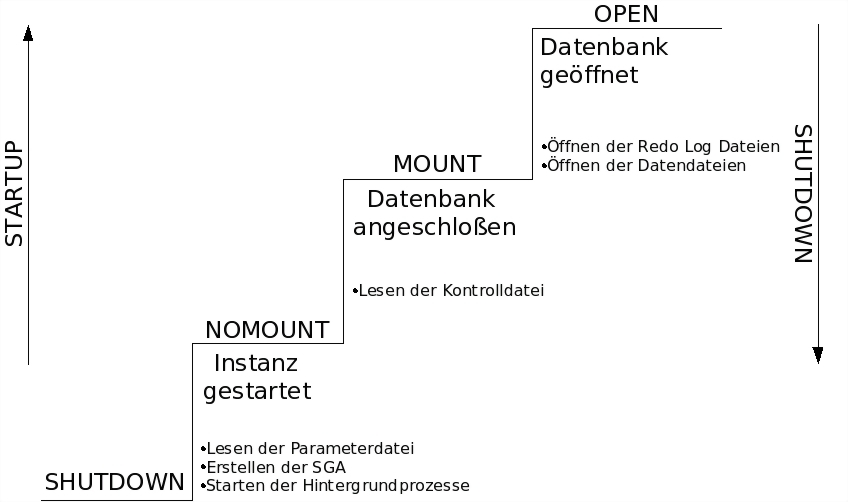 OPEN
Datenbank
geöffnet
•Öffnen der Redo Log Dateien
•Öffnen der Datendateien
MOUNT
Datenbank
angeschloßen
•Lesen der Kontrolldatei
NOMOUNT
Instanz
gestartet
•Lesen der Parameterdatei
•Erstellen der SGA
•Starten der Hintergrundprozesse
SHUTDOWN
STARTUP
SHUTDOWN